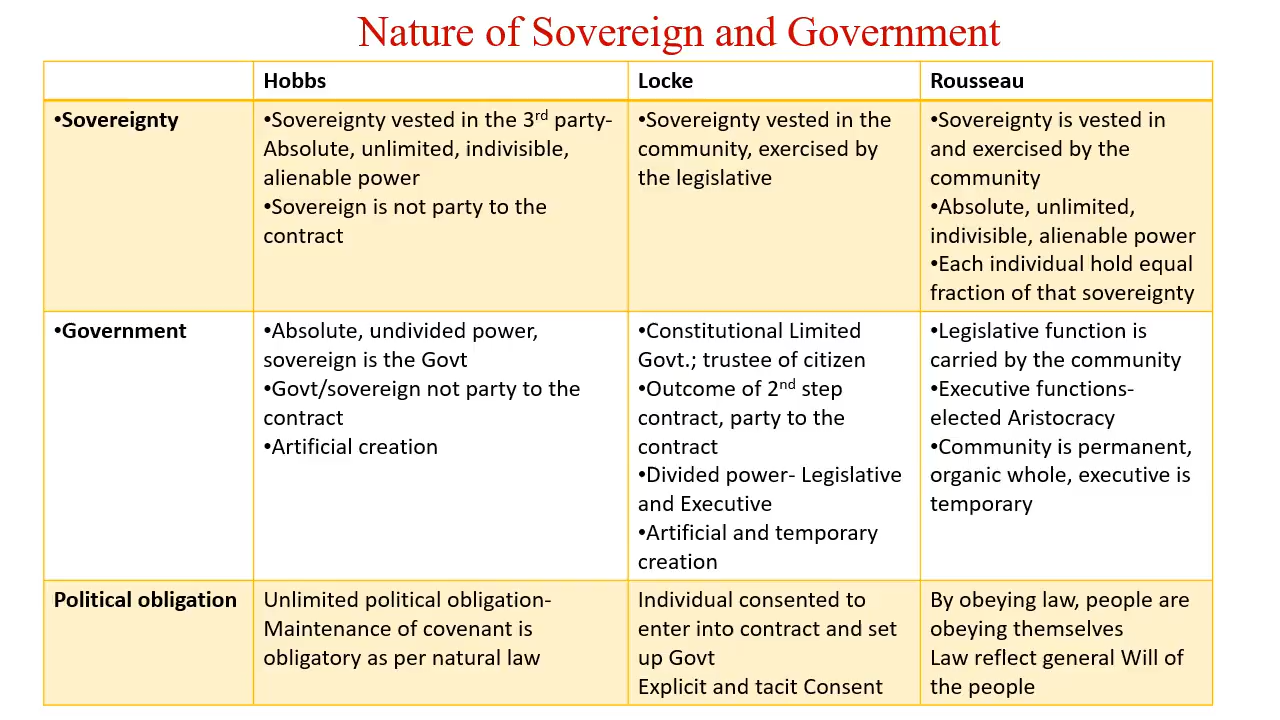 Nature of Sovereign and Government
Hobbs
Locke
Rousseau
•Sovereignty
•Sovereignty vested in the 3rd party-
Absolute, unlimited, indivisible,
alienable power
•Sovereign is not party to the
contract
•Sovereignty vested in the
community, exercised by
the legislative
•Sovereignty is vested in
and exercised by the
community
•Absolute, unlimited,
indivisible, alienable power
•Each individual hold equal
fraction of that sovereignty
•Government
•Absolute, undivided power,
sovereign is the Govt
•Govt/sovereign not party to the
contract
•Artificial creation
•Constitutional Limited
Govt.; trustee of citizen
•Outcome of 2nd step
contract, party to the
contract
•Divided power- Legislative
and Executive
•Artificial and temporary
creation
•Legislative function is
carried by the community
•Executive functions-
elected Aristocracy
•Community is permanent,
organic whole, executive is
temporary
Political obligation
Unlimited political obligation-
Maintenance of covenant is
obligatory as per natural law
Individual consented to
enter into contract and set
up Govt
Explicit and tacit Consent
By obeying law, people are
obeying themselves
Law reflect general Will of
the people